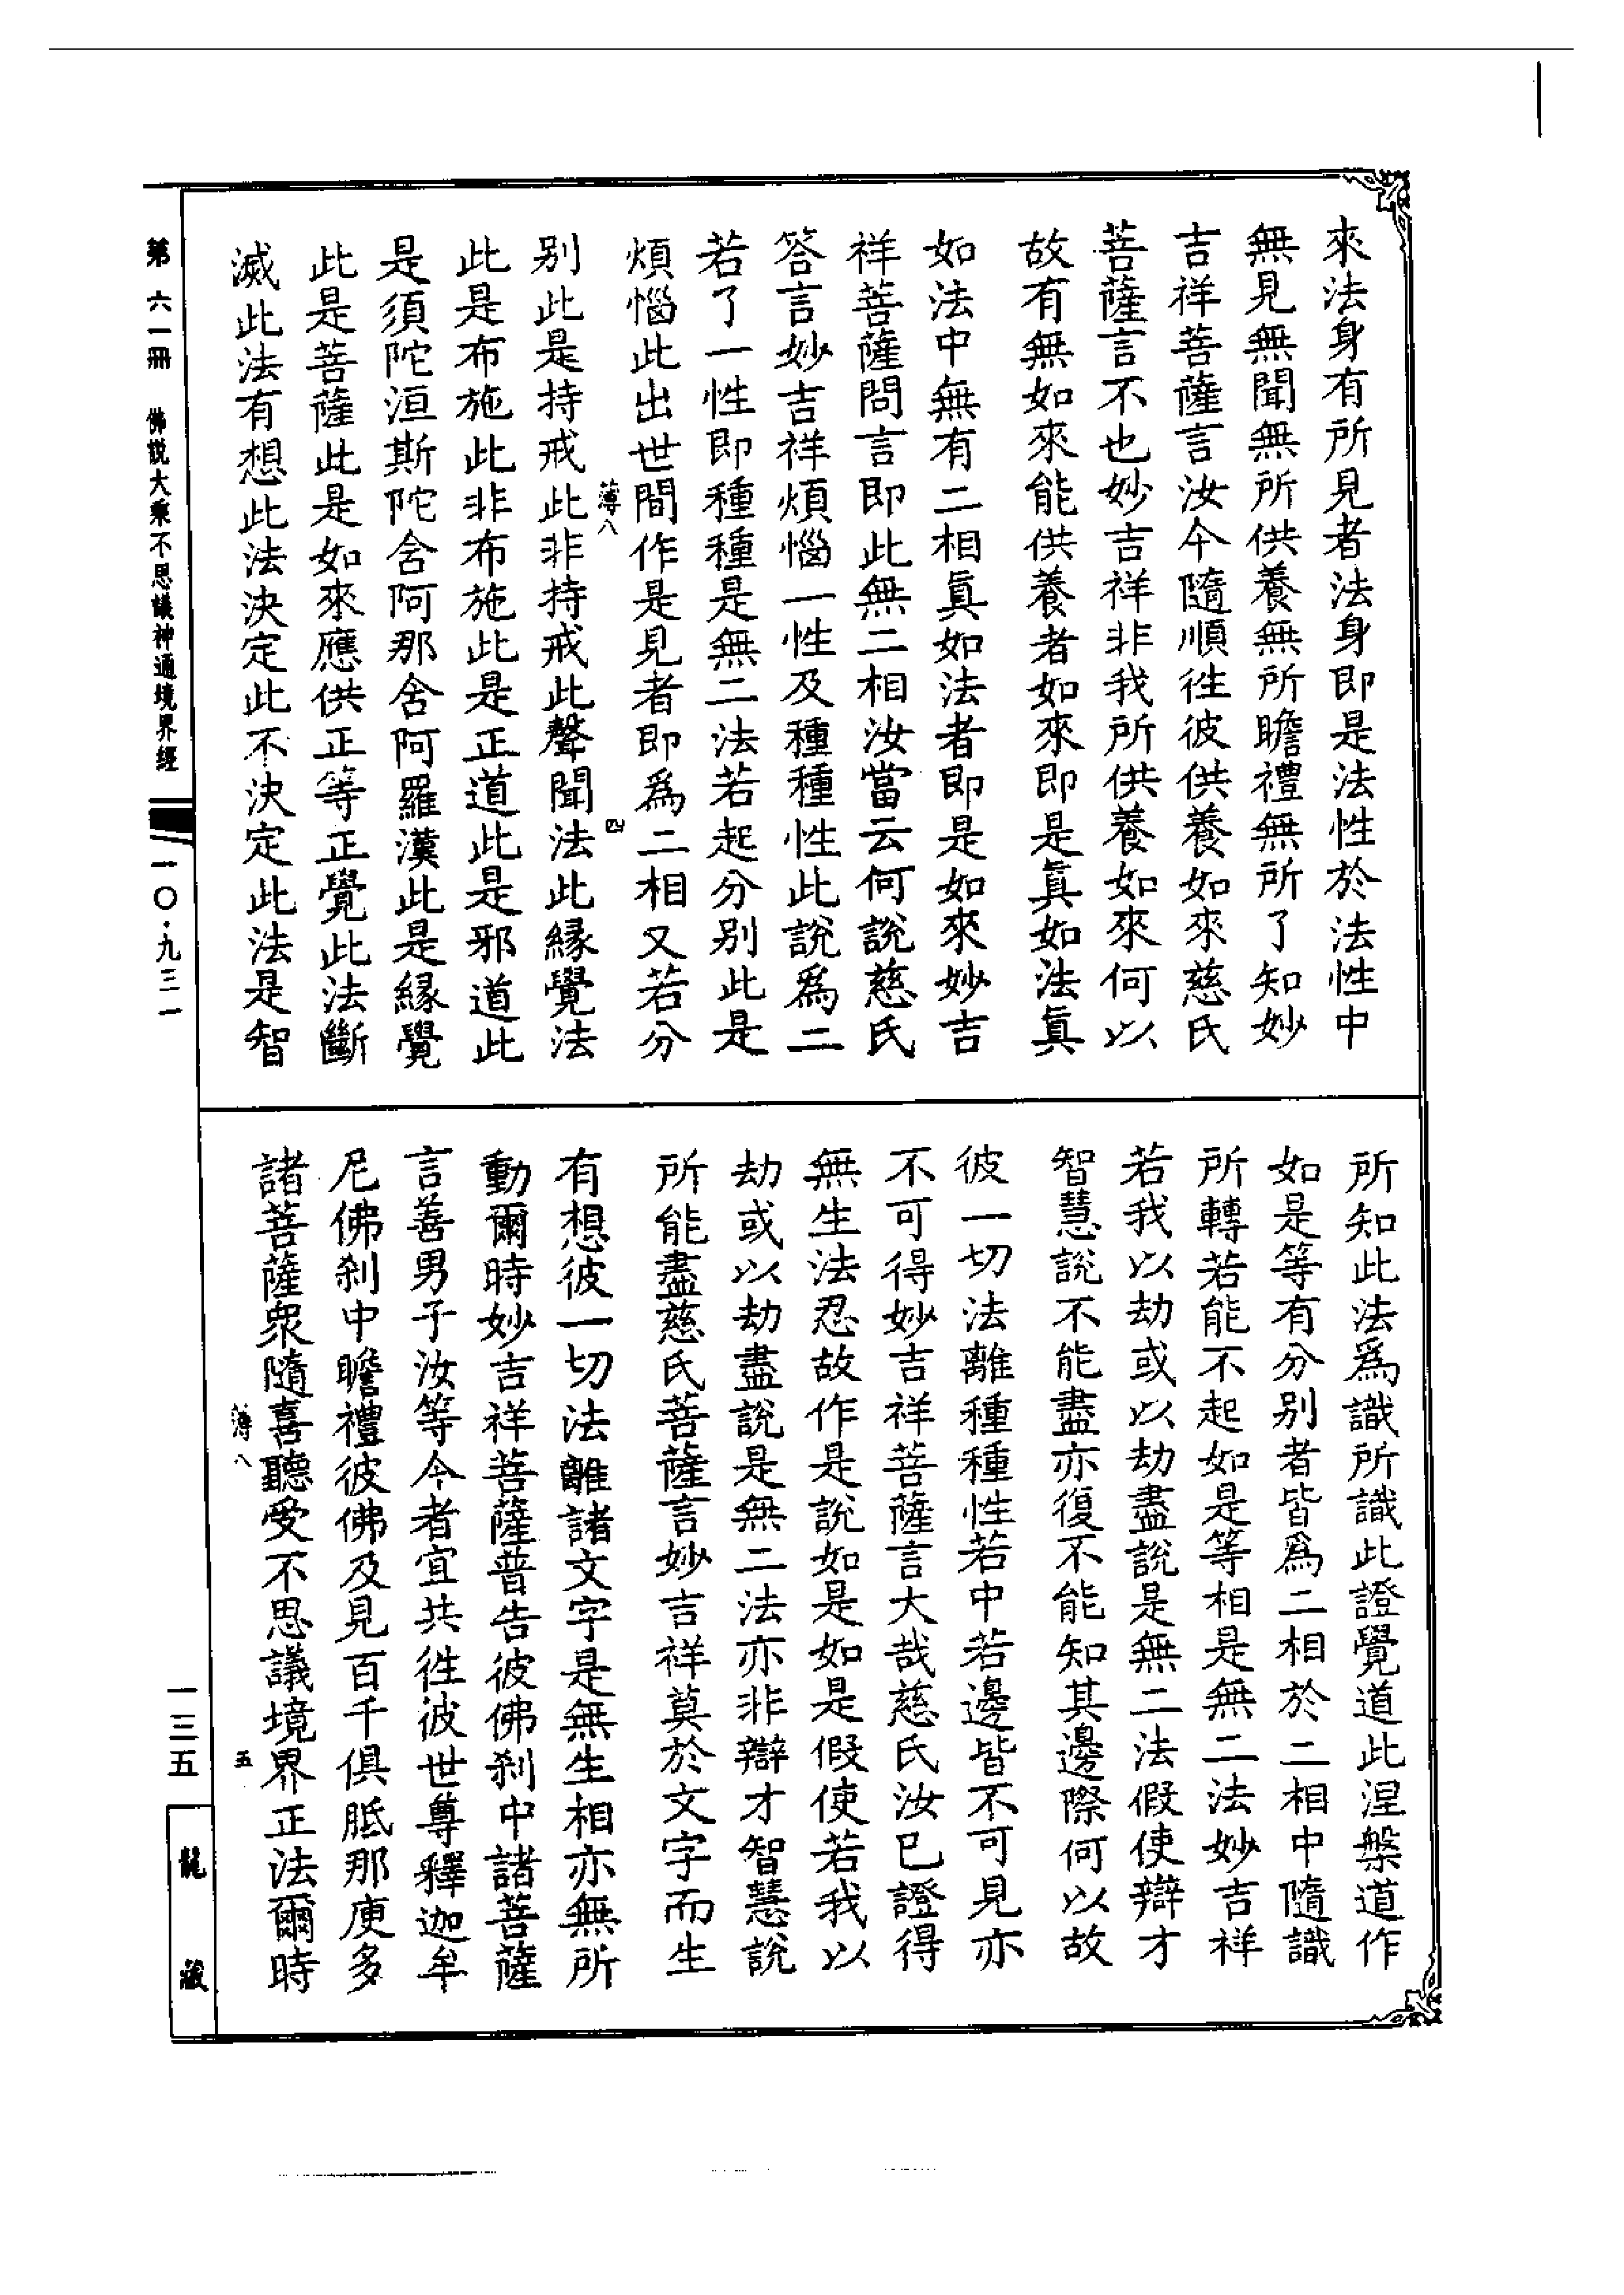 來法身有所見者法身即是法性於法性中
無見無聞無所供養無所瞻禮無所了知妙
吉祥菩薩言汝今隨順徃彼供養如來慈氏
菩薩言不也妙吉祥非我所供養如來何以
故有無如來能供養者如來即是眞如法眞
如法中無有二相眞如法者即是如來妙吉
祥菩薩問言即此無二相汝當云何說慈氏
答言妙吉祥煩惱一性及種種性此說爲二
若了一性即種種是無二法若起分别此是
煩惱此出世間作是見者即爲二相又若分
薄八
四
别此是持戒此非持戒此聲聞法此緣覺法
此是布施此非布施此是正道此是邪道此
是須陀洹斯陀舍阿那舍阿羅漢此是緣覺
此是菩薩此是如來應供正等正覺此法斷
滅此法有想此法決定此不決定此法是智
所知此法爲識所識此證覺道此涅槃道作
如是等有分别者皆爲二相於二相中隨識
所轉若能不起如是等相是無二法妙吉祥
若我以劫或以劫盡說是無二法假使辯才
智慧說不能盡亦復不能知其邊際何以故
彼一切法離種種性若中若邊皆不可見亦
不可得妙吉祥菩薩言大哉慈氏汝已證得
無生法忍故作是說如是如是假使若我以
劫或以劫盡說是無二法亦非辯才智慧說
所能盡慈氏菩薩言妙吉祥莫於文字而生
有想彼一切法離諸文字是無生相亦無所
動爾時妙吉祥菩薩普告彼佛刹中諸菩薩
言善男子汝等今者宜共徃彼世尊釋迦牟
尼佛刹中瞻禮彼佛及見百千俱胝那庾多
諸菩薩衆隨喜聽受不思議境界正法爾時
薄八
五
第六一冊 佛說大乘不思議神通境界經
一〇·九三一
一三五
龍藏